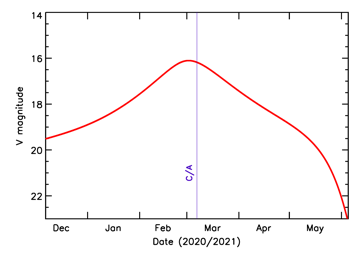 14
16
18
20
22
V magnitude
C/A
Dec Jan Feb Mar Apr May
Date (2020/2021)